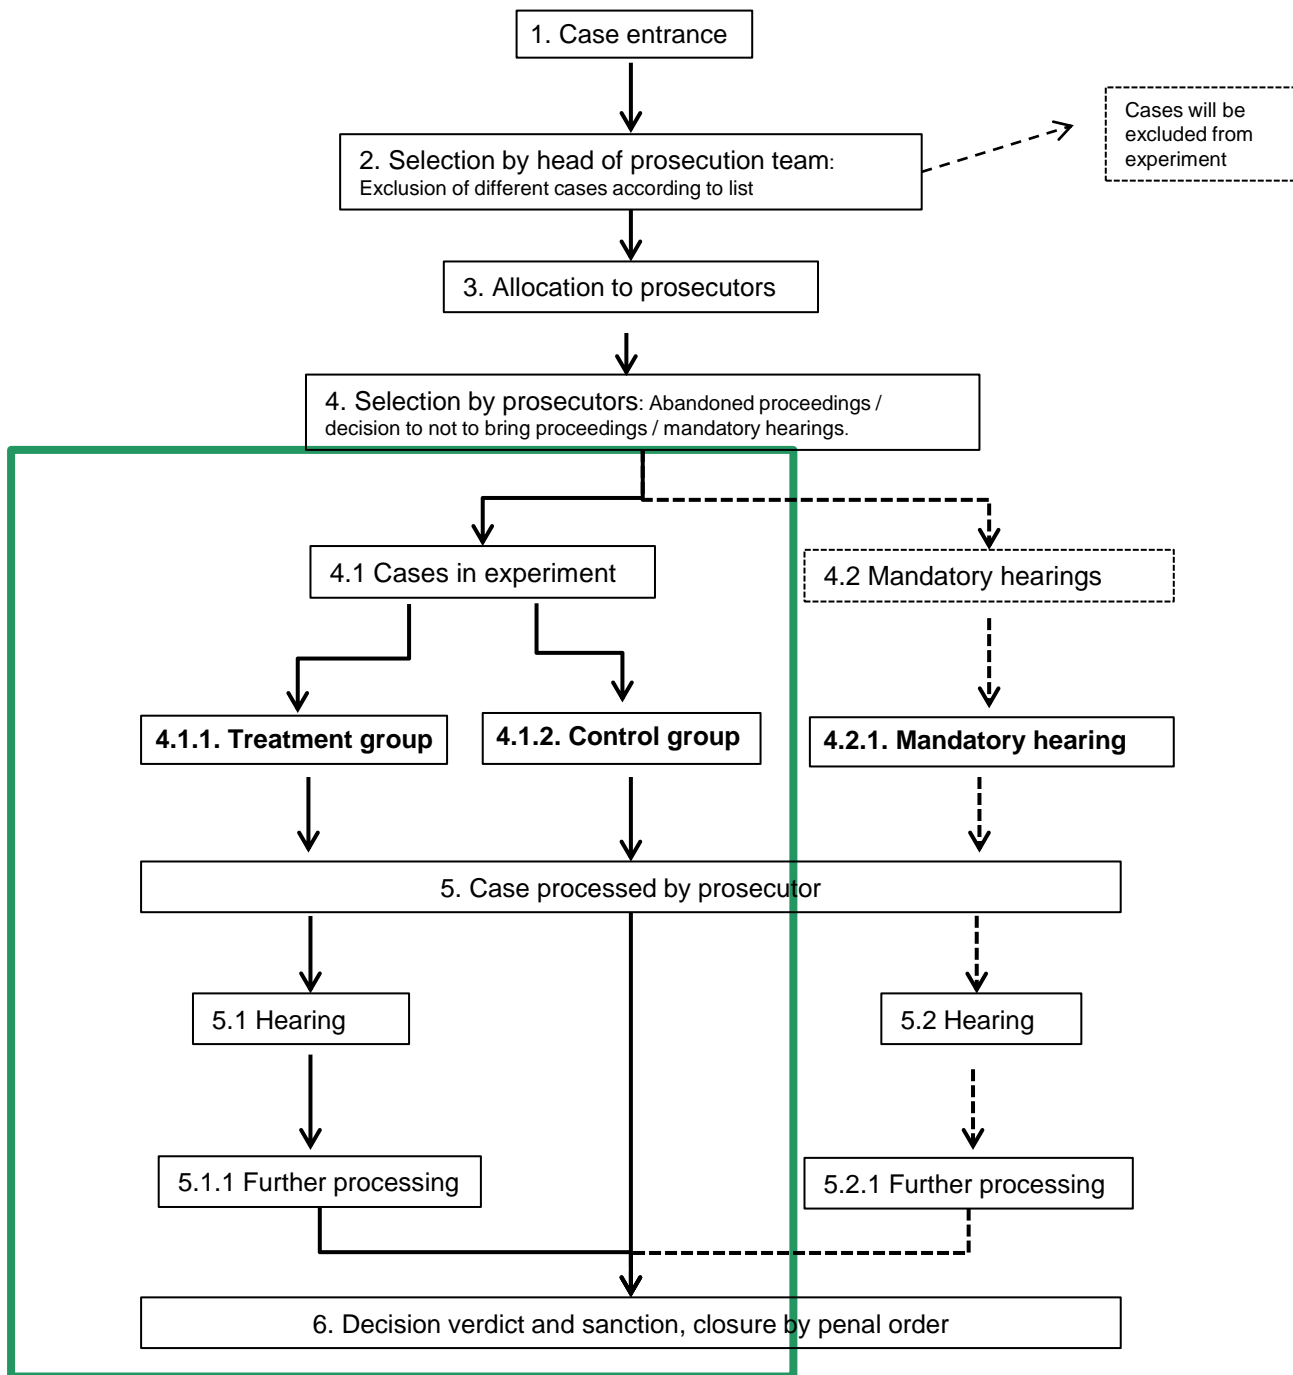 1. Case entrance
Cases will be
excluded from
experiment
2. Selection by head of prosecution team:
Exclusion of different cases according to list
3. Allocation to prosecutors
4. Selection by prosecutors: Abandoned proceedings /
decision to not to bring proceedings / mandatory hearings.
4.1 Cases in experiment
4.2 Mandatory hearings
4.1.1. Treatment group
4.1.2. Control group
4.2.1. Mandatory hearing
5. Case processed by prosecutor
5.1 Hearing
5.2 Hearing
5.1.1 Further processing
5.2.1 Further processing
6. Decision verdict and sanction, closure by penal order